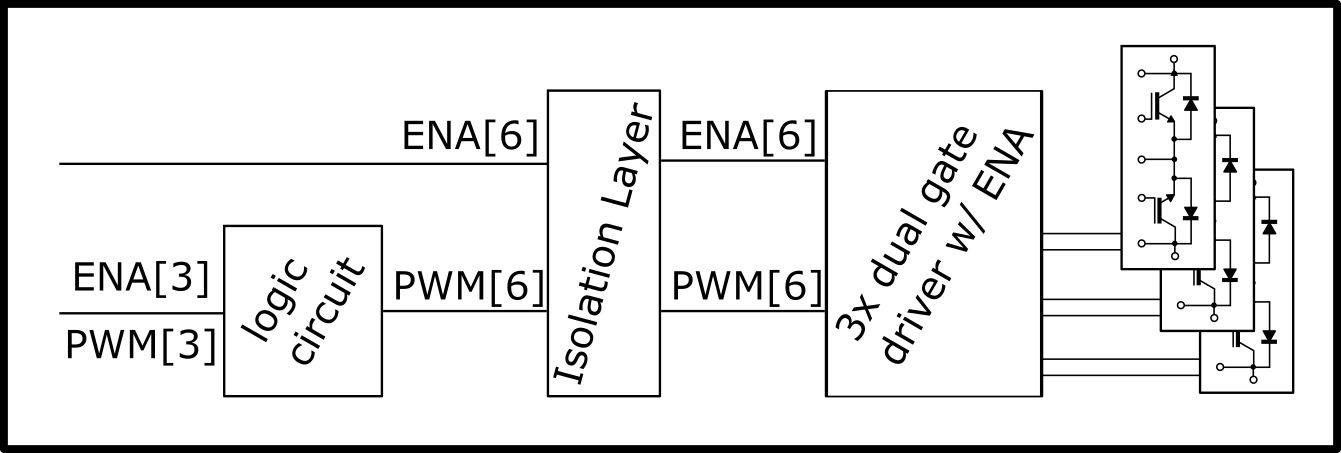 ENA[6]
ENA[3]
PWM[3]
logic
circuit
PWM[6]
Isolation Layer
ENA[6]
PWM[6]
3x dual gate
driver w/ ENA